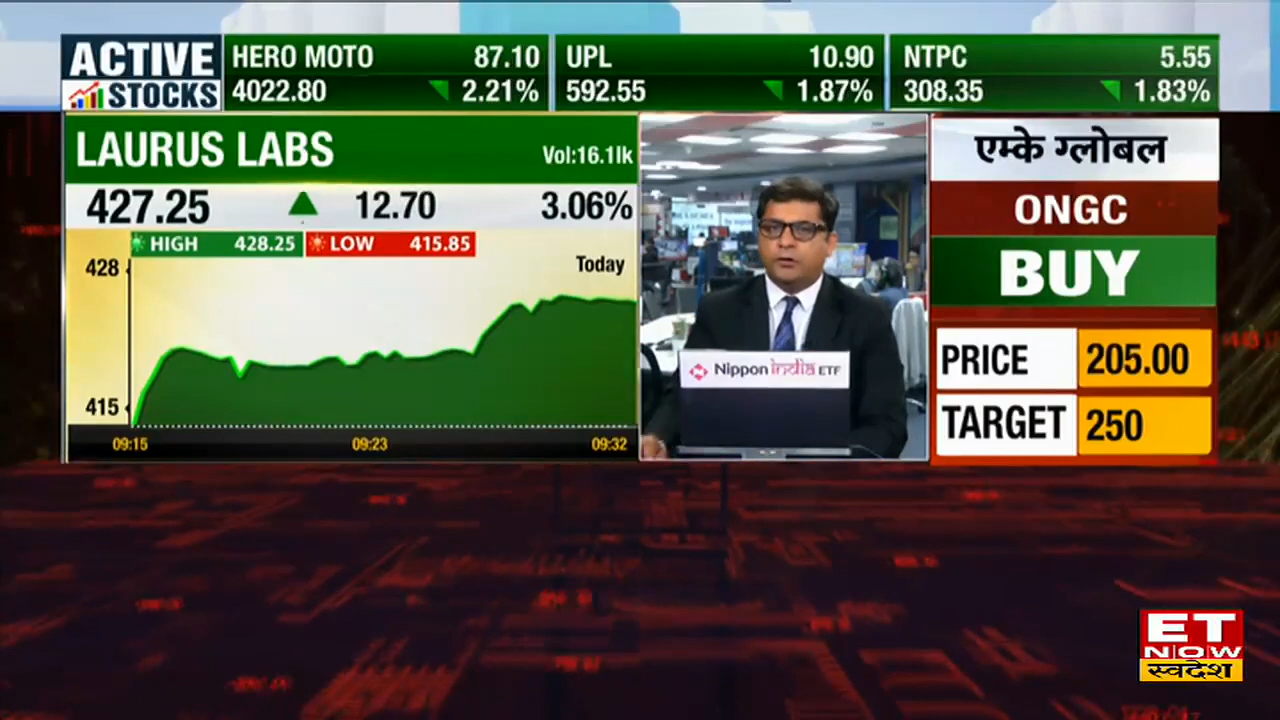 ACTIVE STOCKS
HERO MOTO 87.10
4022.80 2.21%
UPL 10.90
592.55 1.87%
NTPC 5.55
308.35 1.83%
LAURUS LABS Vol:16.1lk
427.25 12.70 3.06%
HIGH 428.25 LOW 415.85
Today
428
415
09:15 09:23 09:32
Nippon india ETF
एम्के ग्लोबल
ONGC
BUY
PRICE 205.00
TARGET 250
ET
NOW
स्वदेश